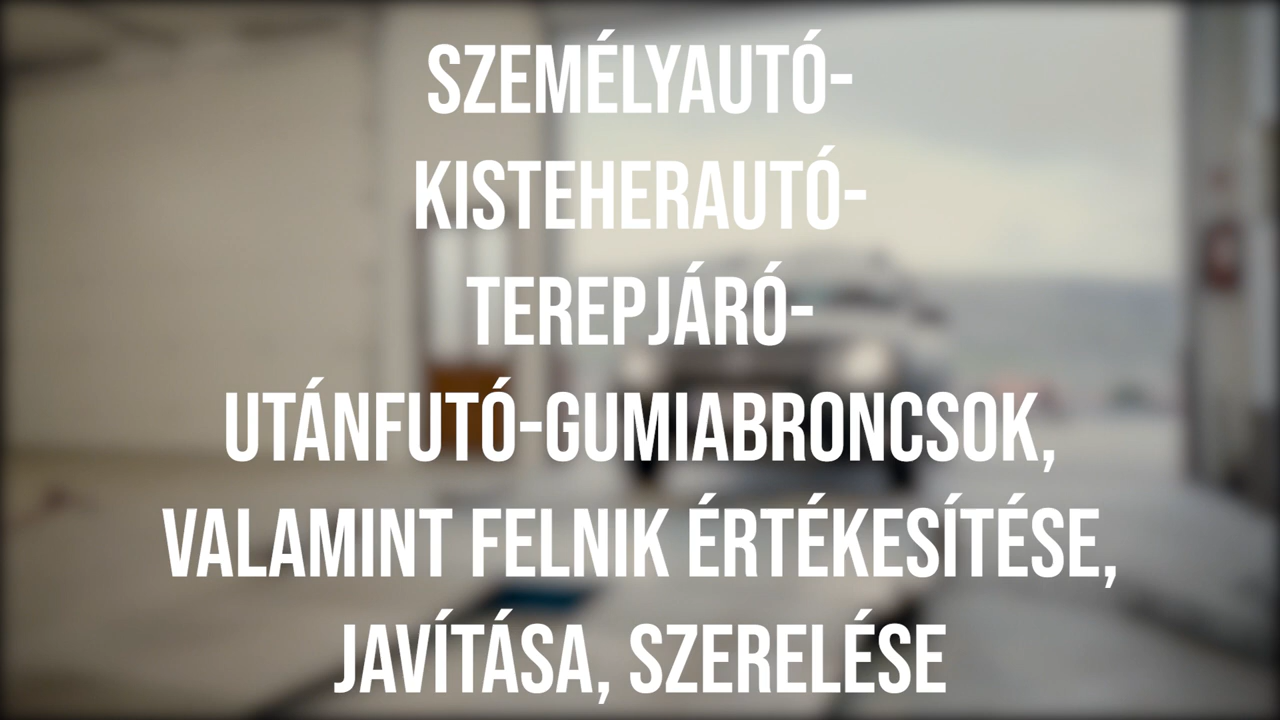 SZEMÉLYAUTÓ-
KISTEHERAUTÓ-
TEREPJÁRÓ-
UTÁNFUTÓ-GUMIABRONCSOK,
VALAMINT FELNIK ÉRTÉKESÍTÉSE,
JAVÍTÁSA, SZERELÉSE